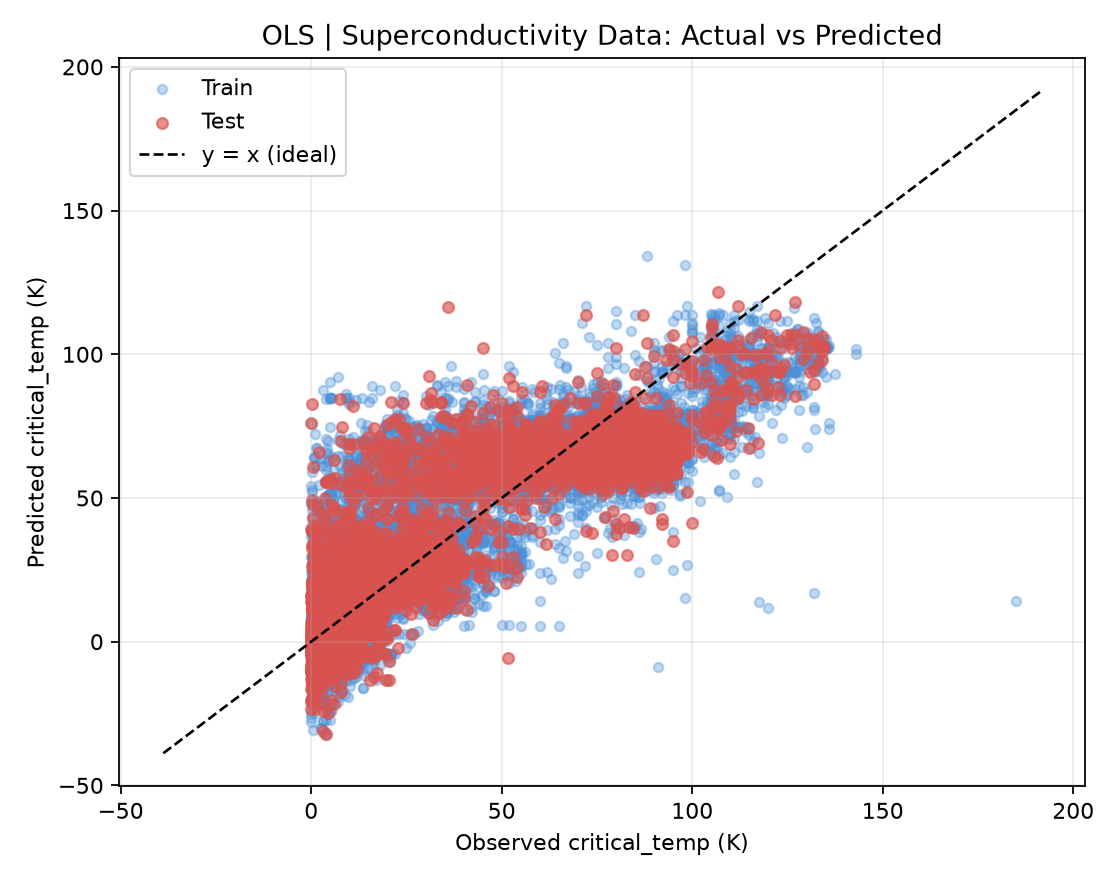 OLS | Superconductivity Data: Actual vs Predicted
200
150
100
50
0
−50
Predicted critical_temp (K)
Train
Test
y = x (ideal)
−50
0
50
100
150
200
Observed critical_temp (K)